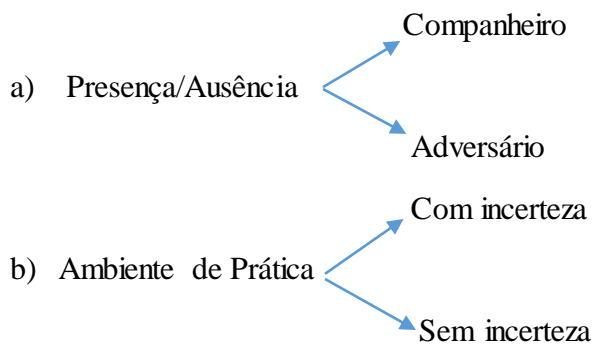 Companheiro
a) Presença/Ausência
Adversário
Com incerteza
b) Ambiente de Prática
Sem incerteza